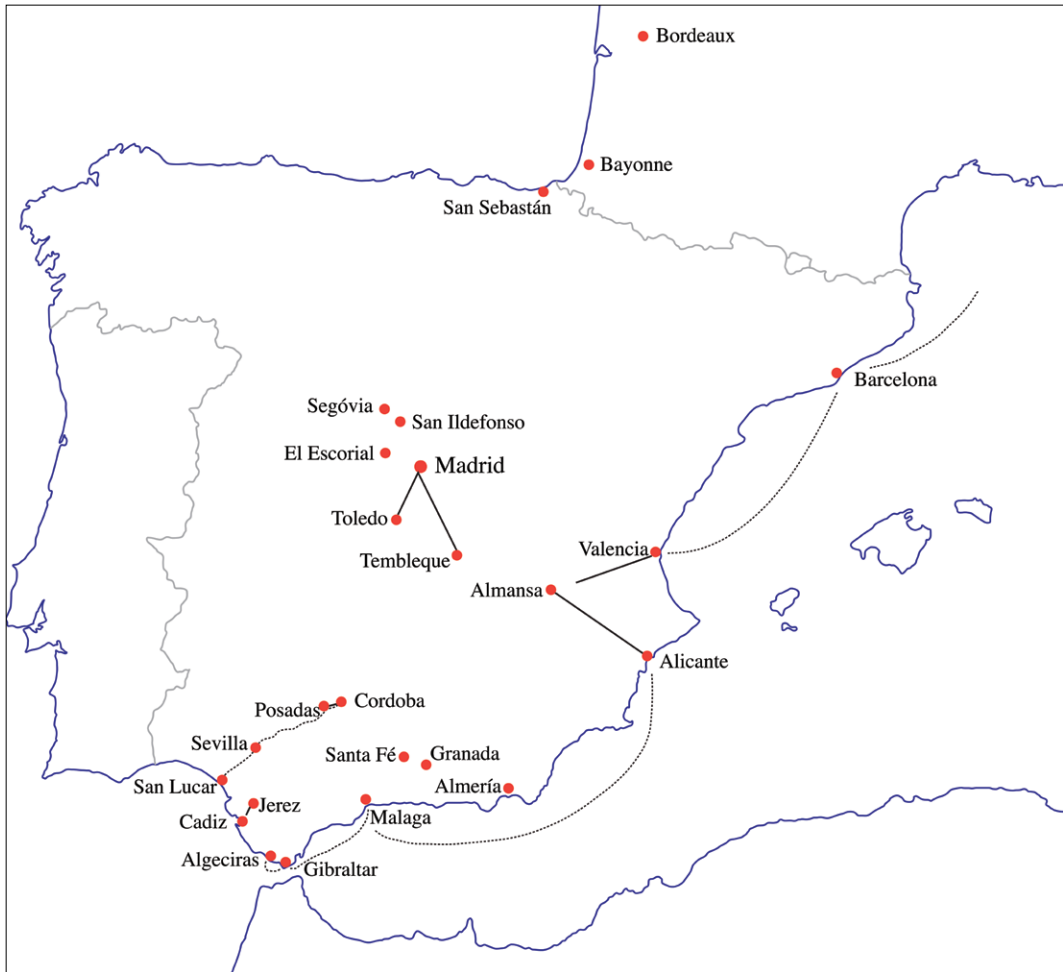 Bordeaux
Bayonne
San Sebastán
Barcelona
Segóvia
San Ildefonso
El Escorial
Madrid
Toledo
Tembleque
Valencia
Almansa
Alicante
Posadas
Cordoba
Sevilla
Santa Fé
Granada
San Lucar
Almería
Jerez
Cadiz
Malaga
Algeciras
Gibraltar